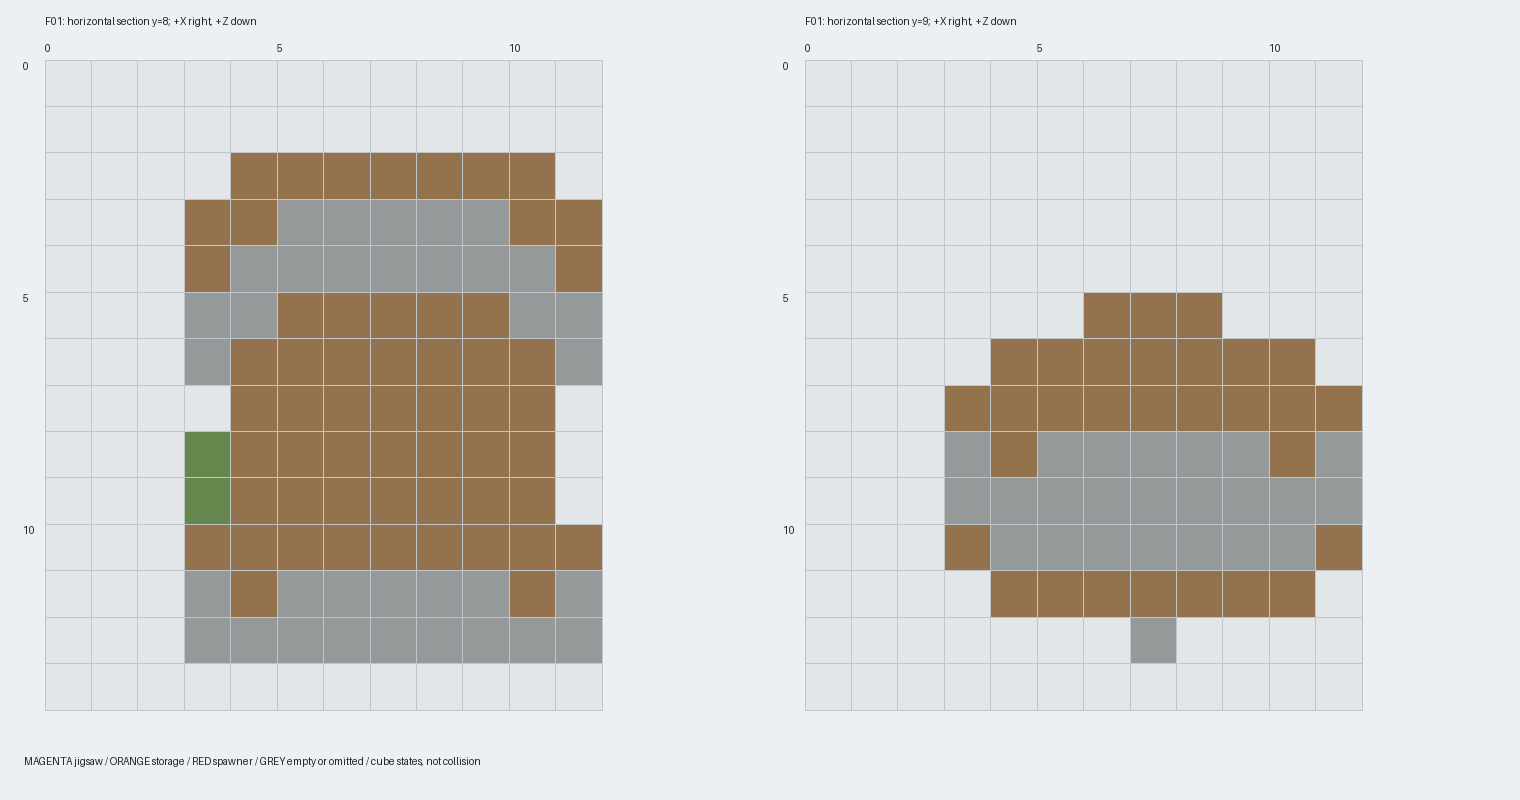 F01: horizontal section y=8; +X right, +Z down
F01: horizontal section y=9; +X right, +Z down
0 5 10
0 5 10
0 0
5 5
10 10
MAGENTA jigsaw / ORANGE storage / RED spawner / GREY empty or omitted / cube states, not collision